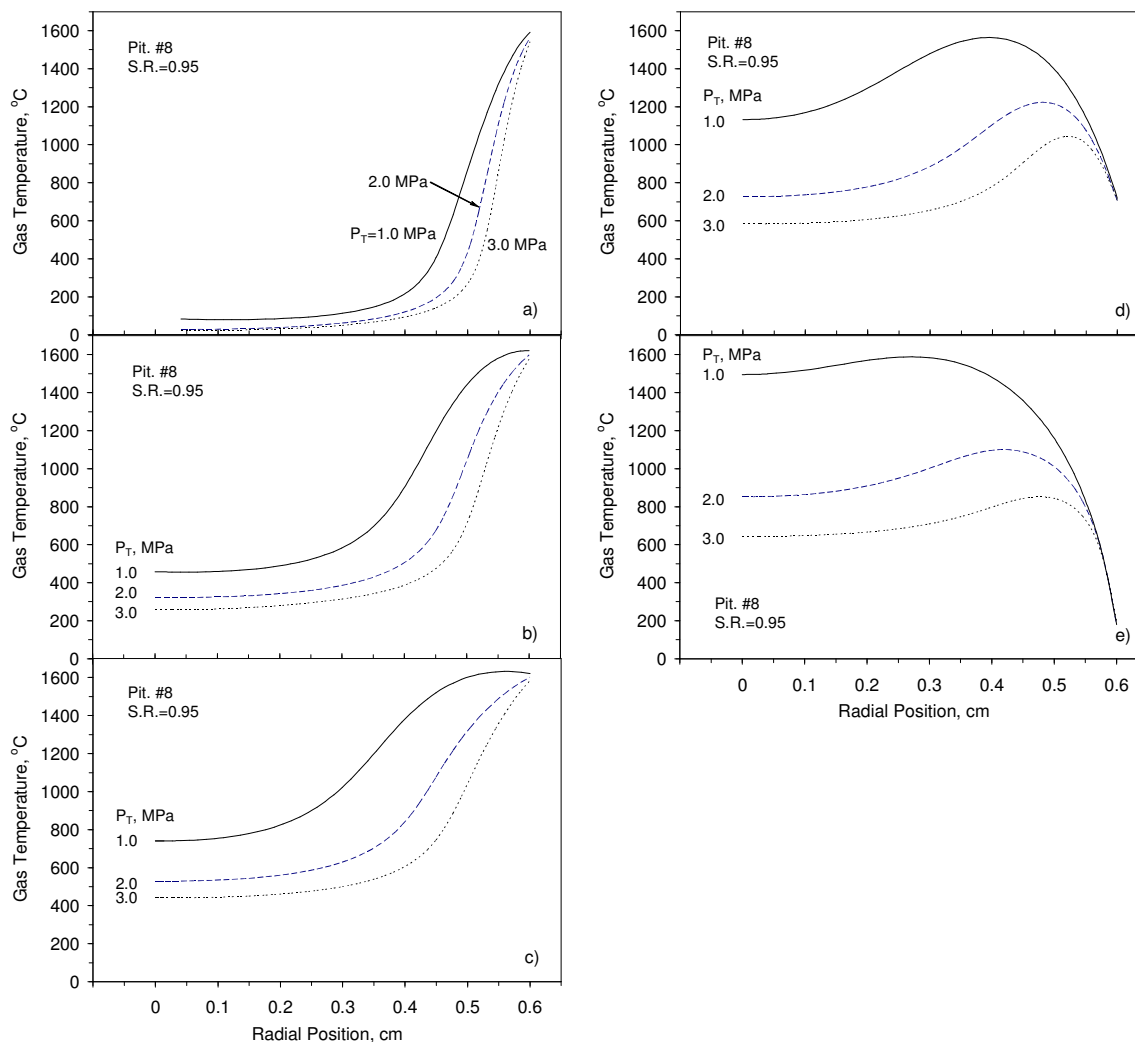 1600
1400
1200
1000
800
600
400
200
0
Gas Temperature, °C
Pit. #8
S.R.=0.95
2.0 MPa
P_T=1.0 MPa
3.0 MPa
a)
1600
1400
1200
1000
800
600
400
200
0
Gas Temperature, °C
Pit. #8
S.R.=0.95
P_T, MPa
1.0
2.0
3.0
b)
1600
1400
1200
1000
800
600
400
200
0
Gas Temperature, °C
Pit. #8
S.R.=0.95
P_T, MPa
1.0
2.0
3.0
c)
0 0.1 0.2 0.3 0.4 0.5 0.6
Radial Position, cm
1600
1400
1200
1000
800
600
400
200
0
Gas Temperature, °C
Pit. #8
S.R.=0.95
P_T, MPa
1.0
2.0
3.0
d)
1600
1400
1200
1000
800
600
400
200
0
Gas Temperature, °C
P_T, MPa
1.0
2.0
3.0
Pit. #8
S.R.=0.95
e)
0 0.1 0.2 0.3 0.4 0.5 0.6
Radial Position, cm